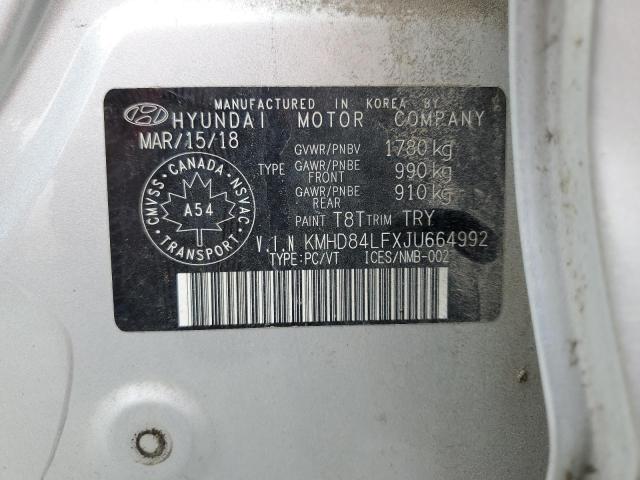 MANUFACTURED IN KOREA BY
HYUNDAI MOTOR COMPANY
MAR/15/18
GVWR/PNBV 1780 kg
TYPE GAWR/PNBE FRONT 990 kg
GAWR/PNBE REAR 910 kg
PAINT T8T TRIM TRY
CMVSS · CANADA · NSVAC · TRANSPORT ·
A54
V.I.N KMHD84LFXJU664992
TYPE:PC/VT ICES/NMB-002